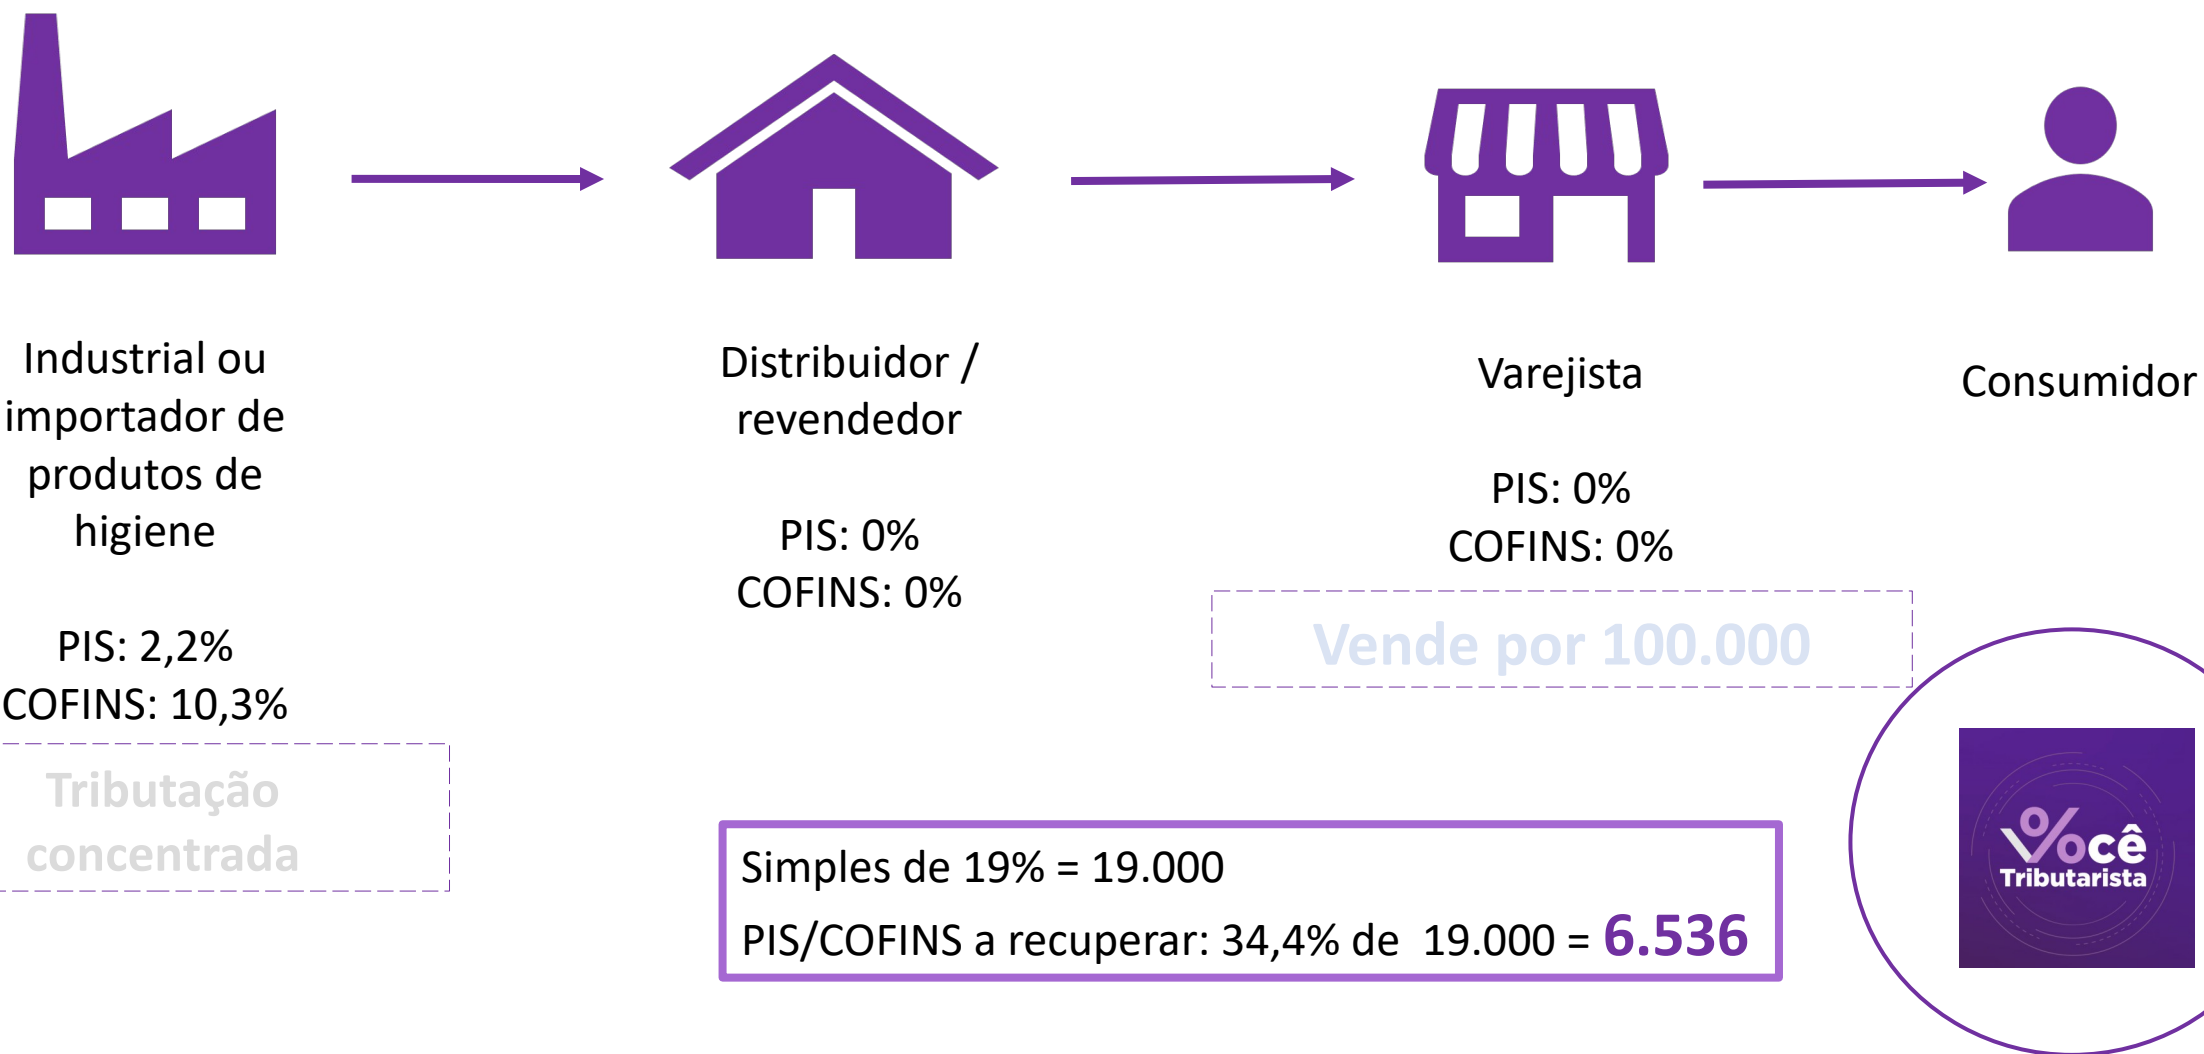 Industrial ou
importador de
produtos de
higiene
PIS: 2,2%
COFINS: 10,3%
Tributação
concentrada
Distribuidor /
revendedor
PIS: 0%
COFINS: 0%
Varejista
PIS: 0%
COFINS: 0%
Vende por 100.000
Consumidor
Simples de 19% = 19.000
PIS/COFINS a recuperar: 34,4% de 19.000 = 6.536
Você
Tributarista